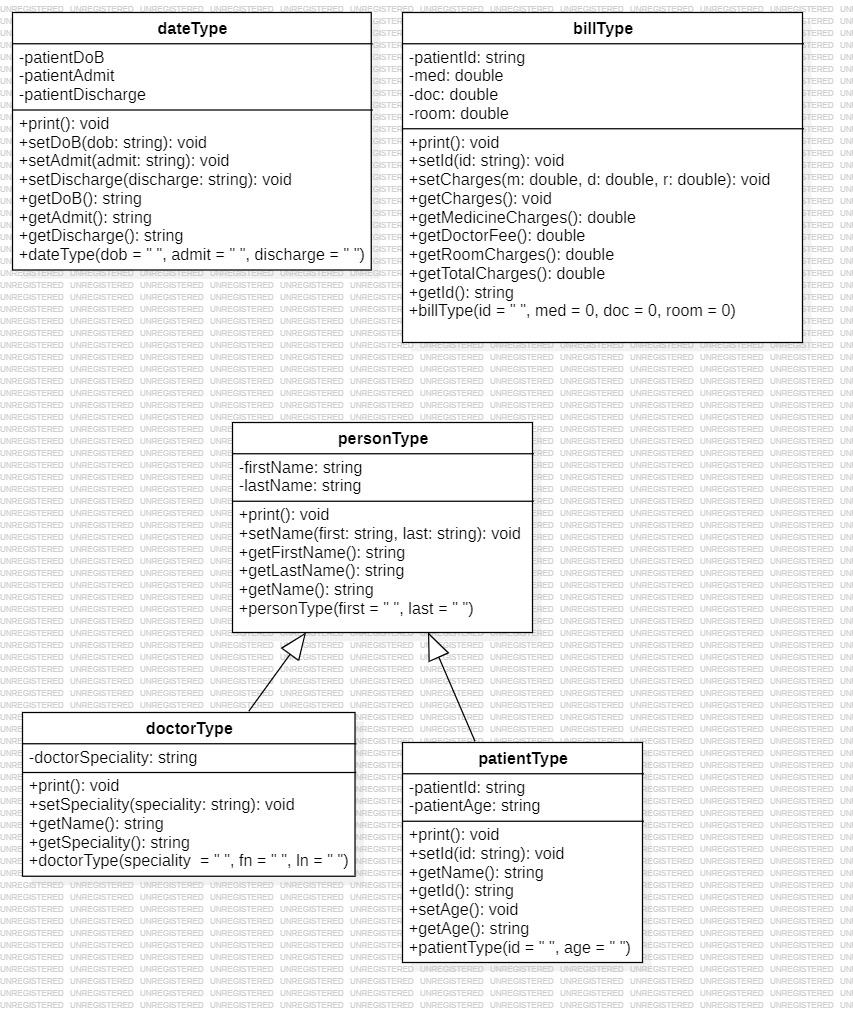 dateType
-patientDoB
-patientAdmit
-patientDischarge
+print(): void
+setDoB(dob: string): void
+setAdmit(admit: string): void
+setDischarge(discharge: string): void
+getDoB(): string
+getAdmit(): string
+getDischarge(): string
+dateType(dob = " ", admit = " ", discharge = " ")
billType
-patientId: string
-med: double
-doc: double
-room: double
+print(): void
+setId(id: string): void
+setCharges(m: double, d: double, r: double): void
+getCharges(): void
+getMedicineCharges(): double
+getDoctorFee(): double
+getRoomCharges(): double
+getTotalCharges(): double
+getId(): string
+billType(id = " ", med = 0, doc = 0, room = 0)
personType
-firstName: string
-lastName: string
+print(): void
+setName(first: string, last: string): void
+getFirstName(): string
+getLastName(): string
+getName(): string
+personType(first = " ", last = " ")
doctorType
-doctorSpeciality: string
+print(): void
+setSpeciality(speciality: string): void
+getName(): string
+getSpeciality(): string
+doctorType(speciality  = " ", fn = " ", ln = " ")
patientType
-patientId: string
-patientAge: string
+print(): void
+setId(id: string): void
+getName(): string
+getId(): string
+setAge(): void
+getAge(): string
+patientType(id = " ", age = " ")
UNREGISTERED